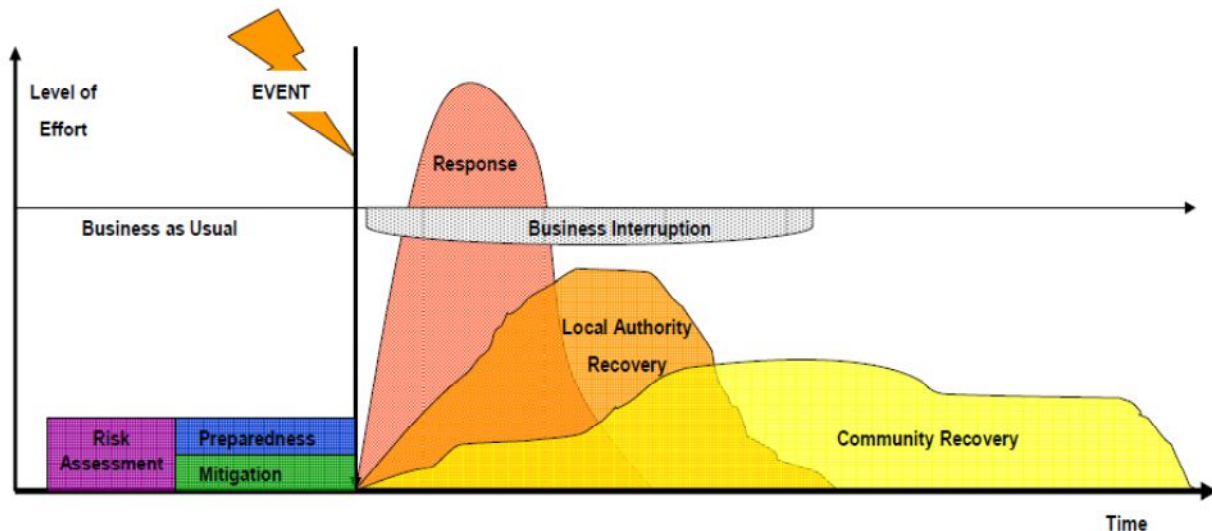 Level of
Effort
EVENT
Response
Business as Usual
Business Interruption
Local Authority
Recovery
Risk
Assessment
Preparedness
Mitigation
Community Recovery
Time